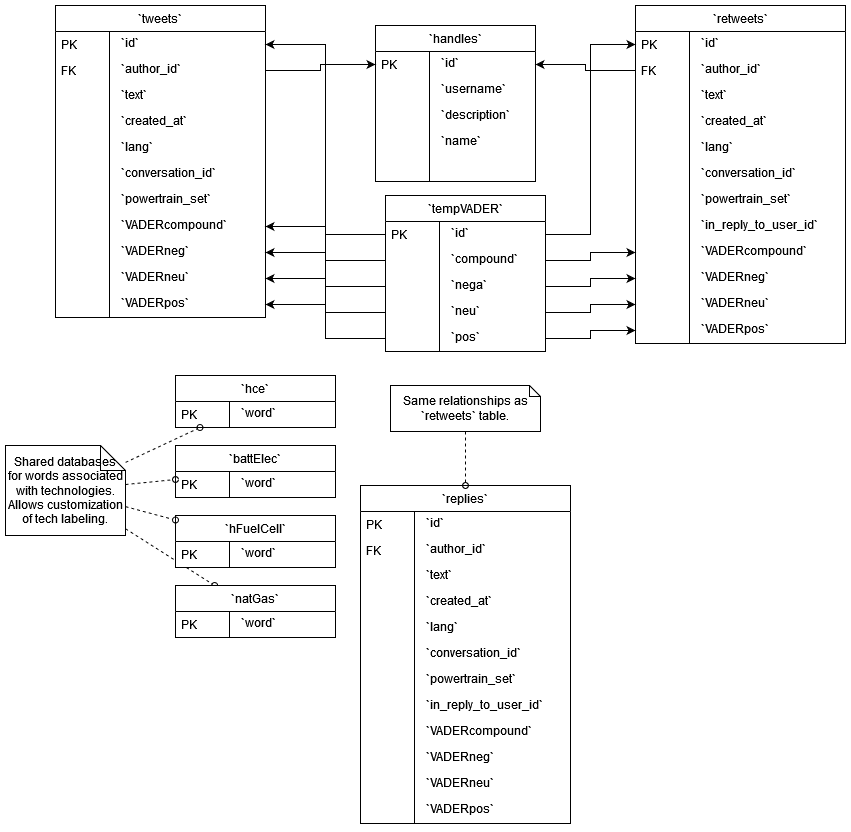 `tweets`
PK
`id`
FK
`author_id`
`text`
`created_at`
`lang`
`conversation_id`
`powertrain_set`
`VADERcompound`
`VADERneg`
`VADERneu`
`VADERpos`
`handles`
PK
`id`
`username`
`description`
`name`
`retweets`
PK
`id`
FK
`author_id`
`text`
`created_at`
`lang`
`conversation_id`
`powertrain_set`
`in_reply_to_user_id`
`VADERcompound`
`VADERneg`
`VADERneu`
`VADERpos`
`tempVADER`
PK
`id`
`compound`
`nega`
`neu`
`pos`
`hce`
PK
`word`
`battElec`
PK
`word`
`hFuelCell`
PK
`word`
`natGas`
PK
`word`
Shared databases
for words associated
with technologies.
Allows customization
of tech labeling.
Same relationships as
`retweets` table.
`replies`
PK
`id`
FK
`author_id`
`text`
`created_at`
`lang`
`conversation_id`
`powertrain_set`
`in_reply_to_user_id`
`VADERcompound`
`VADERneg`
`VADERneu`
`VADERpos`